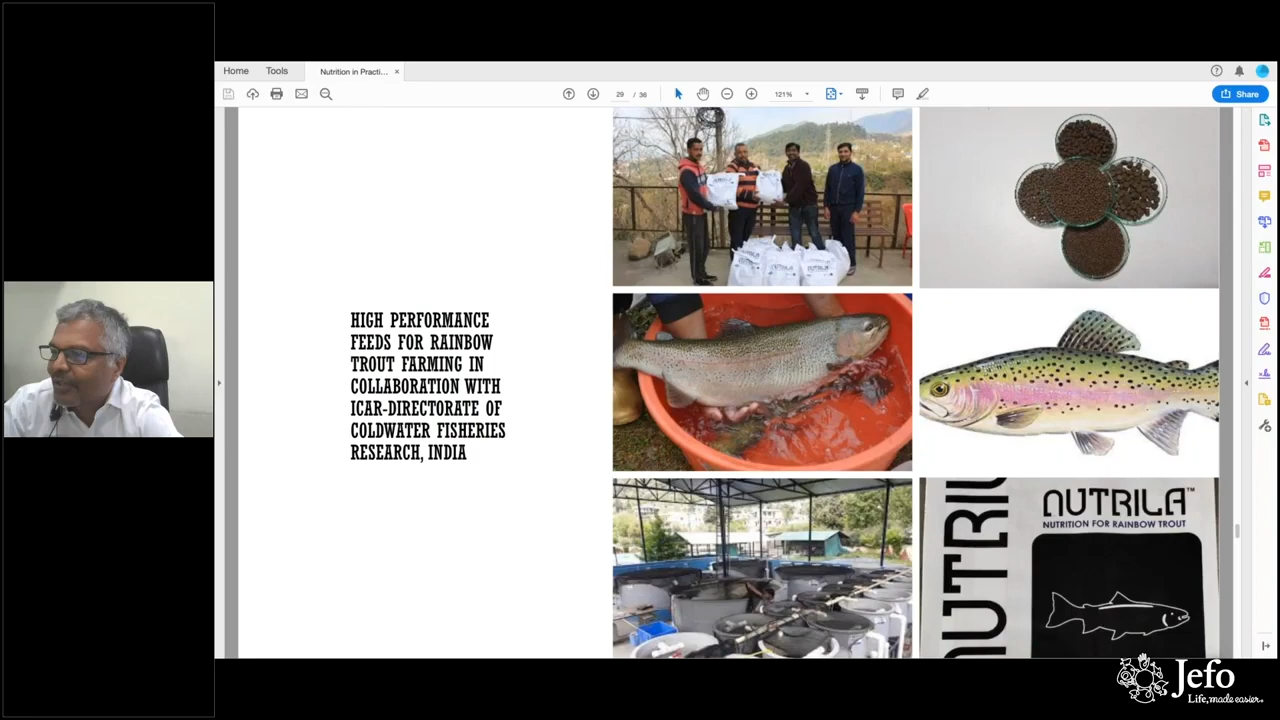 Home
Tools
Nutrition in Practi...
29 / 36
121%
Share
HIGH PERFORMANCE
FEEDS FOR RAINBOW
TROUT FARMING IN
COLLABORATION WITH
ICAR-DIRECTORATE OF
COLDWATER FISHERIES
RESEARCH, INDIA
NUTRILA™
NUTRITION FOR RAINBOW TROUT
Jefo
Life, made easier.